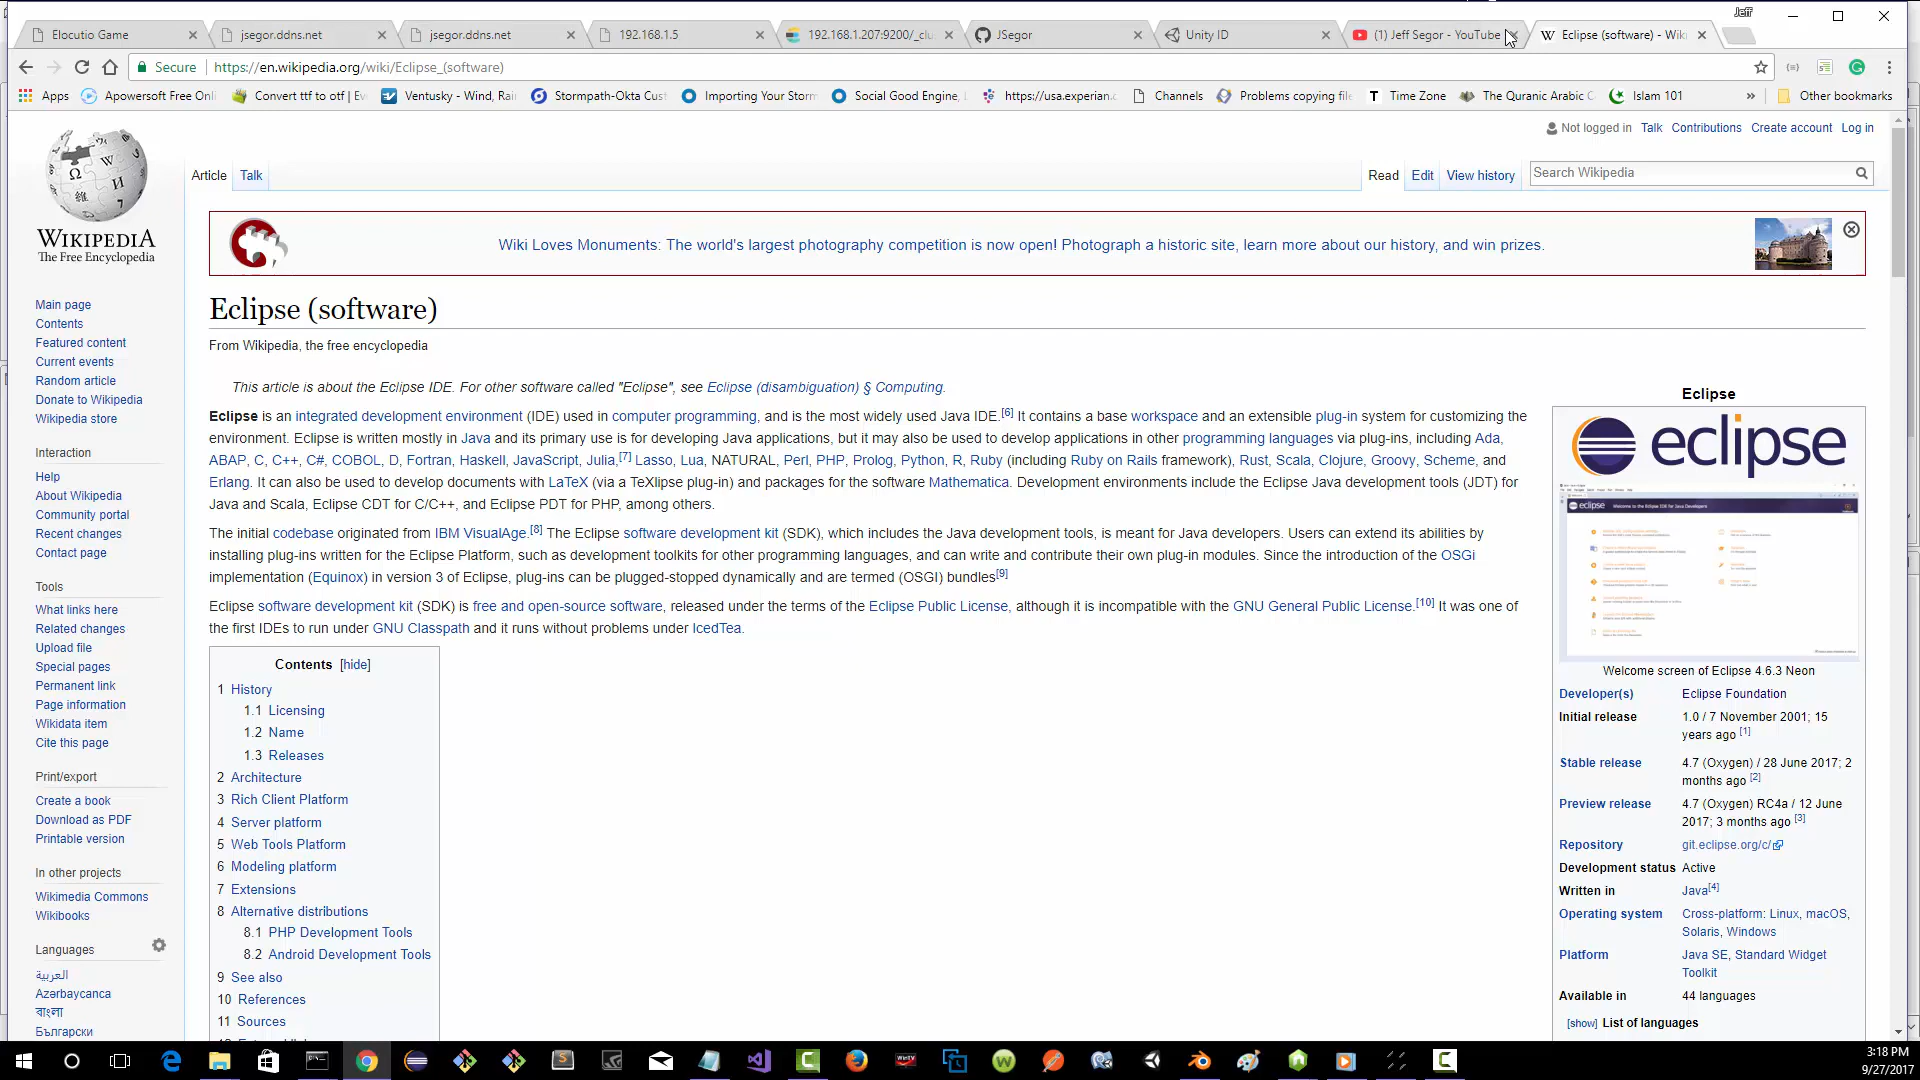 Jeff
Elocutio Game
jsegor.ddns.net
jsegor.ddns.net
192.168.1.5
192.168.1.207:9200/_clu
JSegor
Unity ID
(1) Jeff Segor - YouTube
Eclipse (software) - Wiki
Secure
https://en.wikipedia.org/wiki/Eclipse_(software)
Apps
Apowersoft Free Onli
Convert ttf to otf | Ev
Ventusky - Wind, Rai
Stormpath-Okta Cust
Importing Your Storm
Social Good Engine,
https://usa.experian.c
Channels
Problems copying file
Time Zone
The Quranic Arabic C
Islam 101
»
Other bookmarks
Not logged in Talk Contributions Create account Log in
Article Talk
Read Edit View history
Search Wikipedia
WIKIPEDIA
The Free Encyclopedia
Main page
Contents
Featured content
Current events
Random article
Donate to Wikipedia
Wikipedia store
Interaction
Help
About Wikipedia
Community portal
Recent changes
Contact page
Tools
What links here
Related changes
Upload file
Special pages
Permanent link
Page information
Wikidata item
Cite this page
Print/export
Create a book
Download as PDF
Printable version
In other projects
Wikimedia Commons
Wikibooks
Languages
العربية
Azərbaycanca
বাংলা
Български
Wiki Loves Monuments: The world's largest photography competition is now open! Photograph a historic site, learn more about our history, and win prizes.
Eclipse (software)
From Wikipedia, the free encyclopedia
This article is about the Eclipse IDE. For other software called "Eclipse", see Eclipse (disambiguation) § Computing.
Eclipse is an integrated development environment (IDE) used in computer programming, and is the most widely used Java IDE.[6] It contains a base workspace and an extensible plug-in system for customizing the
environment. Eclipse is written mostly in Java and its primary use is for developing Java applications, but it may also be used to develop applications in other programming languages via plug-ins, including Ada,
ABAP, C, C++, C#, COBOL, D, Fortran, Haskell, JavaScript, Julia,[7] Lasso, Lua, NATURAL, Perl, PHP, Prolog, Python, R, Ruby (including Ruby on Rails framework), Rust, Scala, Clojure, Groovy, Scheme, and
Erlang. It can also be used to develop documents with LaTeX (via a TeXlipse plug-in) and packages for the software Mathematica. Development environments include the Eclipse Java development tools (JDT) for
Java and Scala, Eclipse CDT for C/C++, and Eclipse PDT for PHP, among others.
The initial codebase originated from IBM VisualAge.[8] The Eclipse software development kit (SDK), which includes the Java development tools, is meant for Java developers. Users can extend its abilities by
installing plug-ins written for the Eclipse Platform, such as development toolkits for other programming languages, and can write and contribute their own plug-in modules. Since the introduction of the OSGi
implementation (Equinox) in version 3 of Eclipse, plug-ins can be plugged-stopped dynamically and are termed (OSGI) bundles[9]
Eclipse software development kit (SDK) is free and open-source software, released under the terms of the Eclipse Public License, although it is incompatible with the GNU General Public License.[10] It was one of
the first IDEs to run under GNU Classpath and it runs without problems under IcedTea.
Contents [hide]
1 History
1.1 Licensing
1.2 Name
1.3 Releases
2 Architecture
3 Rich Client Platform
4 Server platform
5 Web Tools Platform
6 Modeling platform
7 Extensions
8 Alternative distributions
8.1 PHP Development Tools
8.2 Android Development Tools
9 See also
10 References
11 Sources
Eclipse
eclipse
eclipse Welcome to the Eclipse IDE for Java Developers
Welcome screen of Eclipse 4.6.3 Neon
Developer(s) Eclipse Foundation
Initial release 1.0 / 7 November 2001; 15
years ago [1]
Stable release 4.7 (Oxygen) / 28 June 2017; 2
months ago [2]
Preview release 4.7 (Oxygen) RC4a / 12 June
2017; 3 months ago [3]
Repository git.eclipse.org/c/
Development status Active
Written in Java[4]
Operating system Cross-platform: Linux, macOS,
Solaris, Windows
Platform Java SE, Standard Widget
Toolkit
Available in 44 languages
[show] List of languages
3:18 PM
9/27/2017